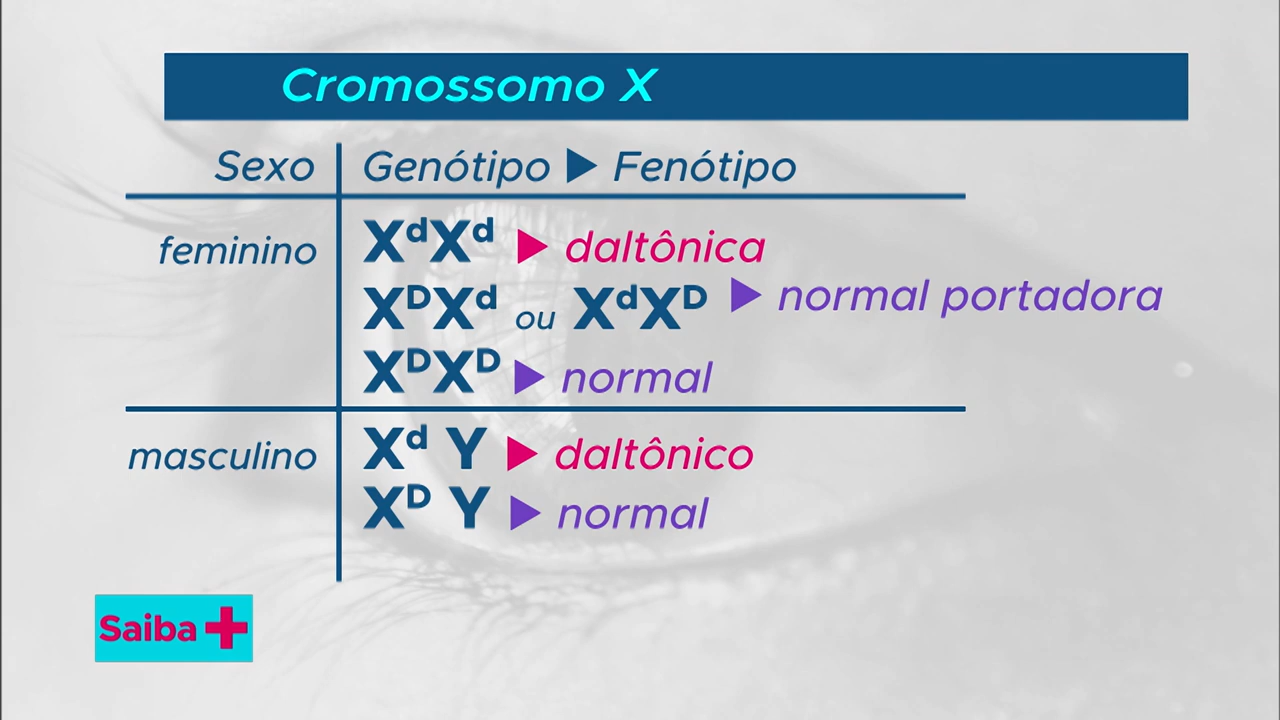 Cromossomo X
Sexo Genótipo ▶ Fenótipo
feminino XᵈXᵈ ▶ daltônica
XᴰXᵈ ou XᵈXᴰ ▶ normal portadora
XᴰXᴰ ▶ normal
masculino Xᵈ Y ▶ daltônico
Xᴰ Y ▶ normal
Saiba +